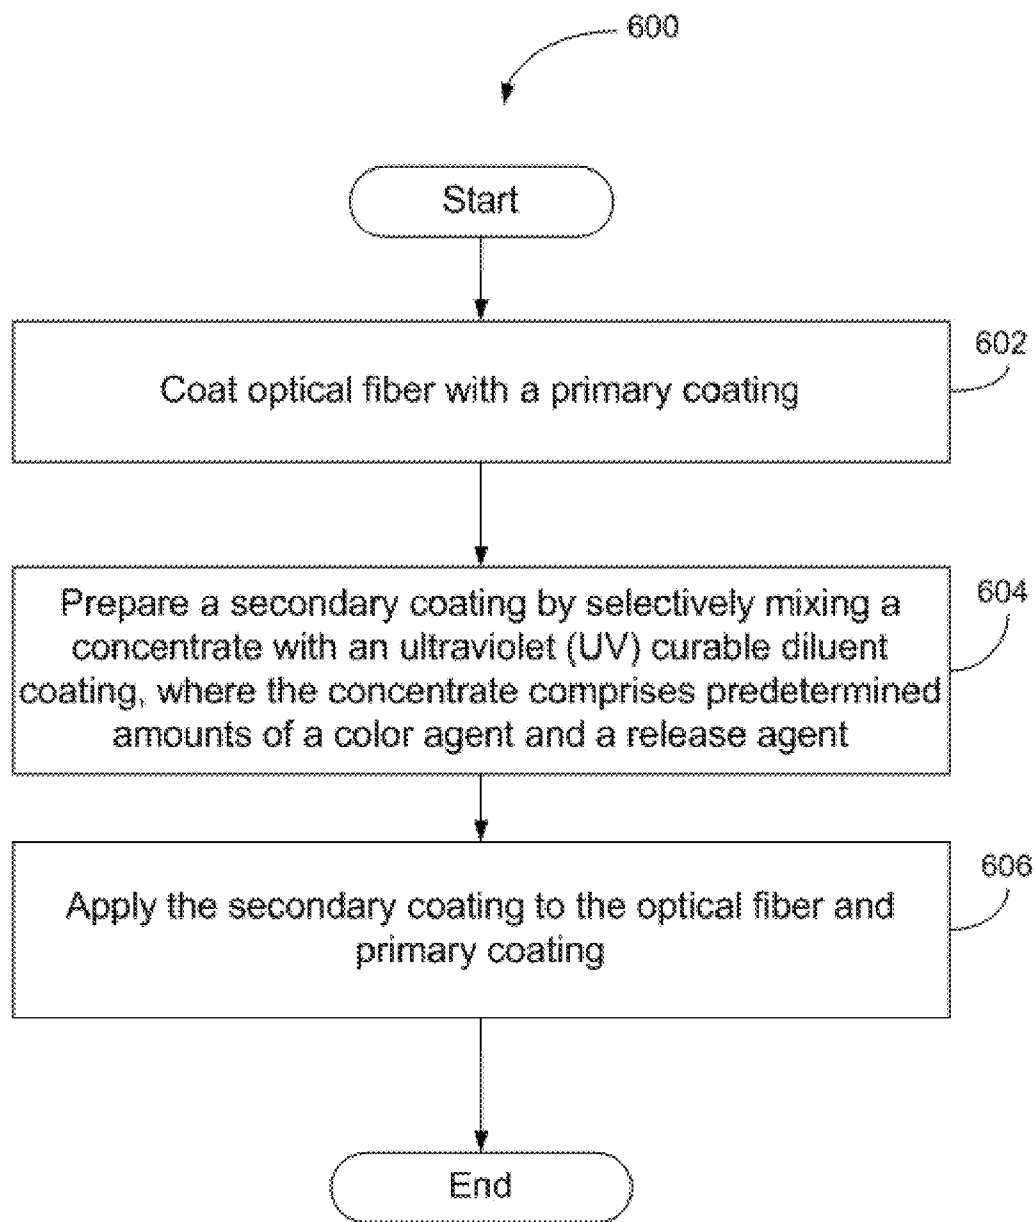 600
Start
602
Coat optical fiber with a primary coating
604
Prepare a secondary coating by selectively mixing a
concentrate with an ultraviolet (UV) curable diluent
coating, where the concentrate comprises predetermined
amounts of a color agent and a release agent
606
Apply the secondary coating to the optical fiber and
primary coating
End